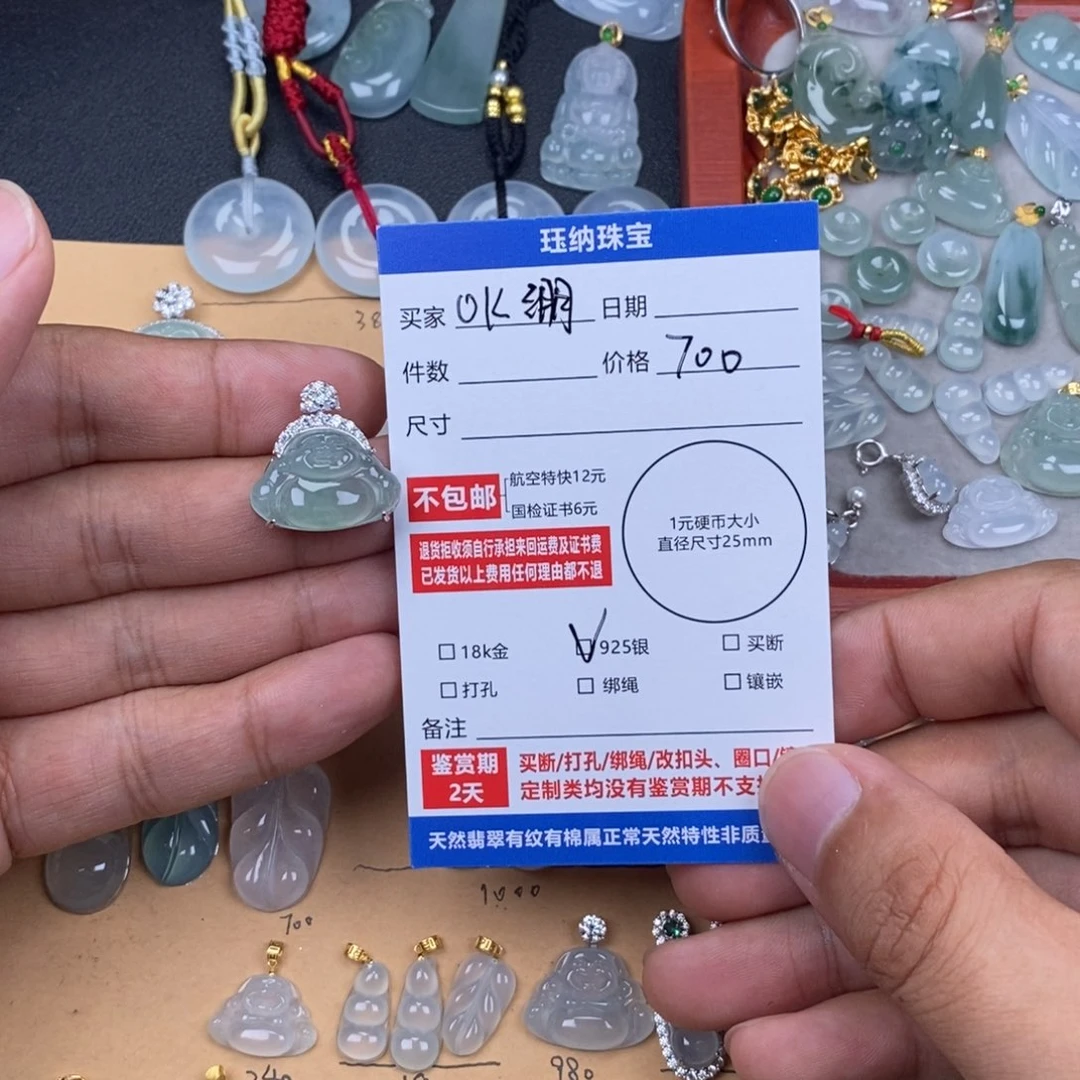 珏纳珠宝
买家 OK 绷 日期
件数 价格 700
尺寸
不包邮 航空特快12元
国检证书6元
退货拒收须自行承担来回运费及证书费
已发货以上费用任何理由都不退
1元硬币大小
直径尺寸25mm
18k金 925银 买断
打孔 绑绳 镶嵌
备注
鉴赏期
2天
买断/打孔/绑绳/改扣头、圈口/
定制类均没有鉴赏期不支
天然翡翠有纹有棉属正常天然特性非质
38
1000
700
980